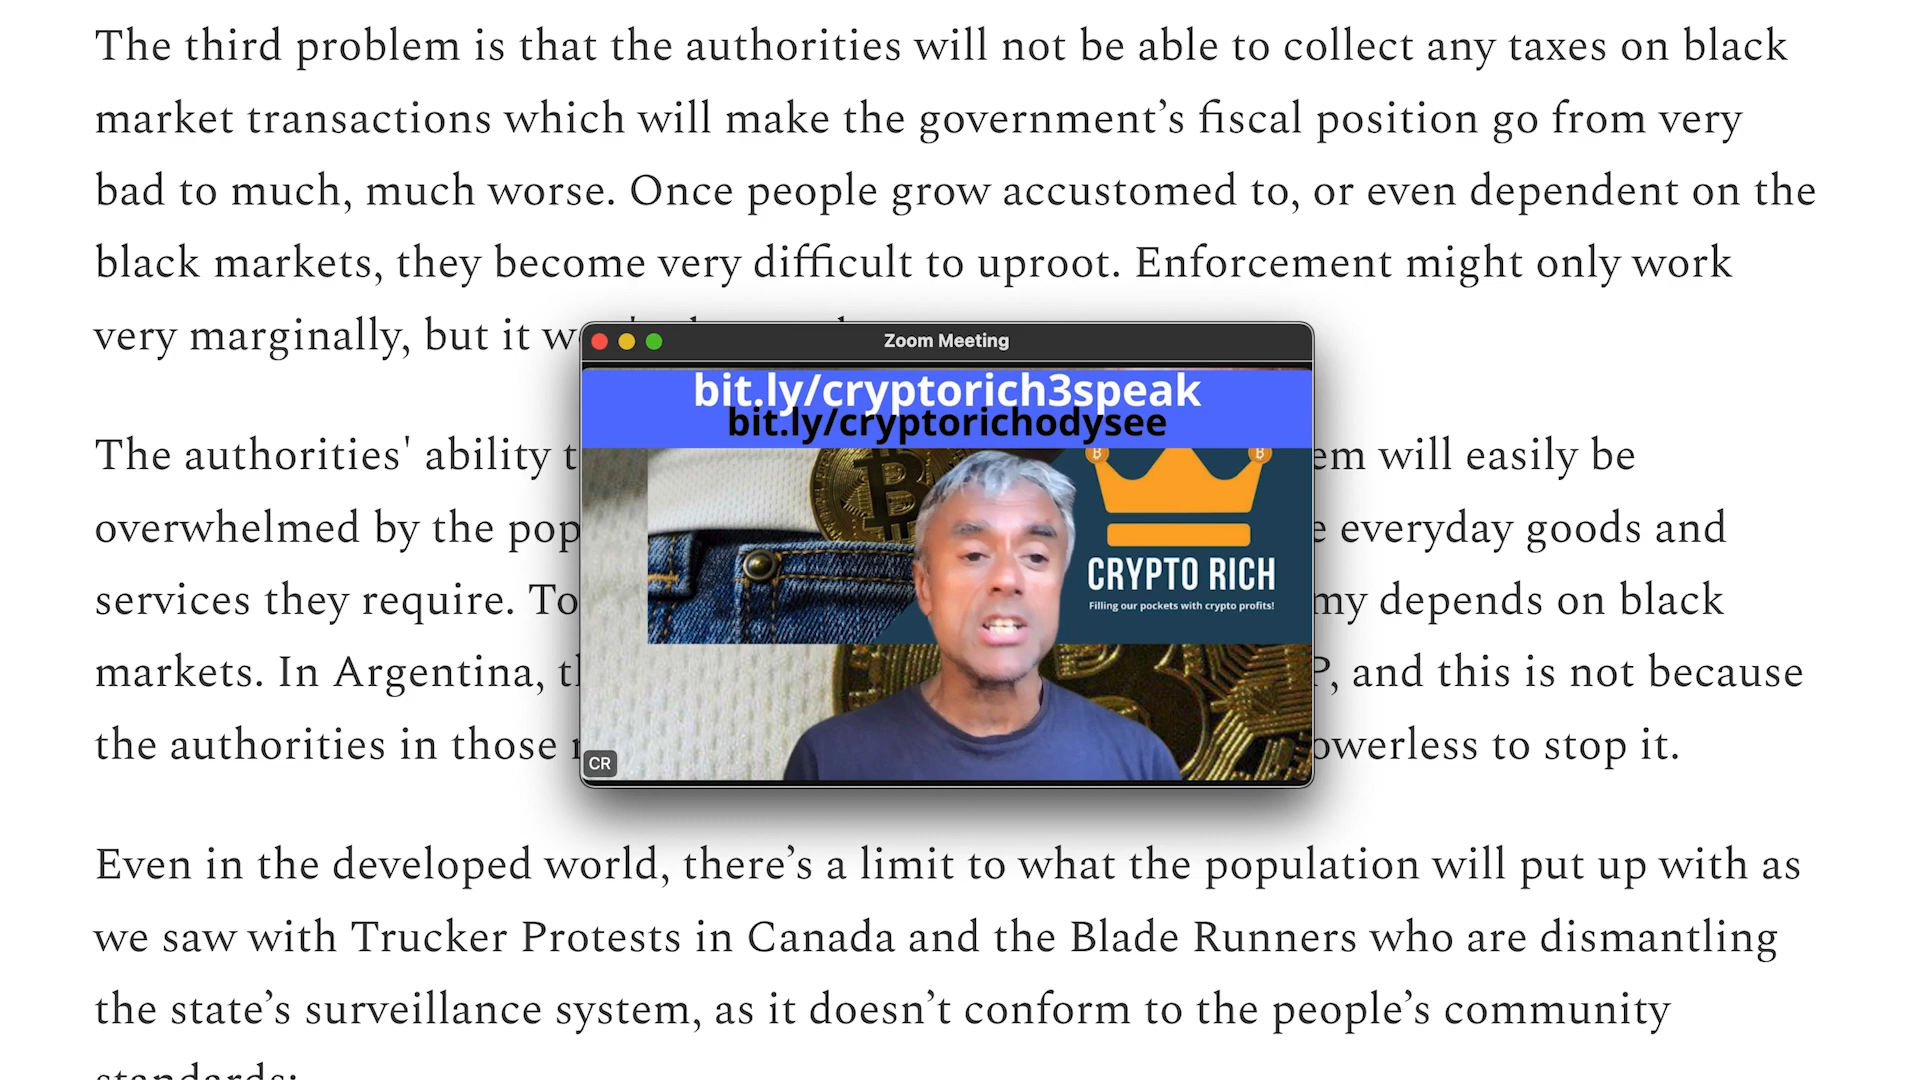 The third problem is that the authorities will not be able to collect any taxes on black
market transactions which will make the government’s fiscal position go from very
bad to much, much worse. Once people grow accustomed to, or even dependent on the
black markets, they become very difficult to uproot. Enforcement might only work
very marginally, but it
Zoom Meeting
bit.ly/cryptorich3speak
bit.ly/cryptorichodysee
CRYPTO RICH
Filling our pockets with crypto profits!
CR
The authorities' ability will easily be
overwhelmed by the everyday goods and
services they require. depends on black
markets. In Argentina, and this is not because
the authorities in those to stop it.
Even in the developed world, there’s a limit to what the population will put up with as
we saw with Trucker Protests in Canada and the Blade Runners who are dismantling
the state’s surveillance system, as it doesn’t conform to the people’s community
standards: